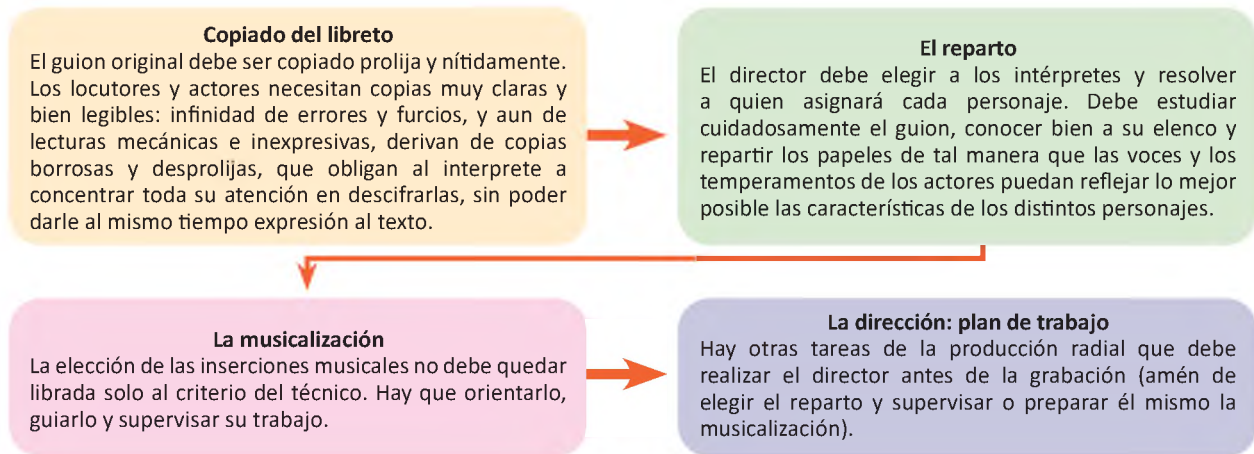 Copiado del libreto
El guion original debe ser copiado prolija y nítidamente.
Los locutores y actores necesitan copias muy claras y
bien legibles: infinidad de errores y furcios, y aun de
lecturas mecánicas e inexpresivas, derivan de copias
borrosas y desprolijas, que obligan al interprete a
concentrar toda su atención en descifrarlas, sin poder
darle al mismo tiempo expresión al texto.
El reparto
El director debe elegir a los intérpretes y resolver
a quien asignará cada personaje. Debe estudiar
cuidadosamente el guion, conocer bien a su elenco y
repartir los papeles de tal manera que las voces y los
temperamentos de los actores puedan reflejar lo mejor
posible las características de los distintos personajes.
La musicalización
La elección de las inserciones musicales no debe quedar
librada solo al criterio del técnico. Hay que orientarlo,
guiarlo y supervisar su trabajo.
La dirección: plan de trabajo
Hay otras tareas de la producción radial que debe
realizar el director antes de la grabación (amén de
elegir el reparto y supervisar o preparar él mismo la
musicalización).